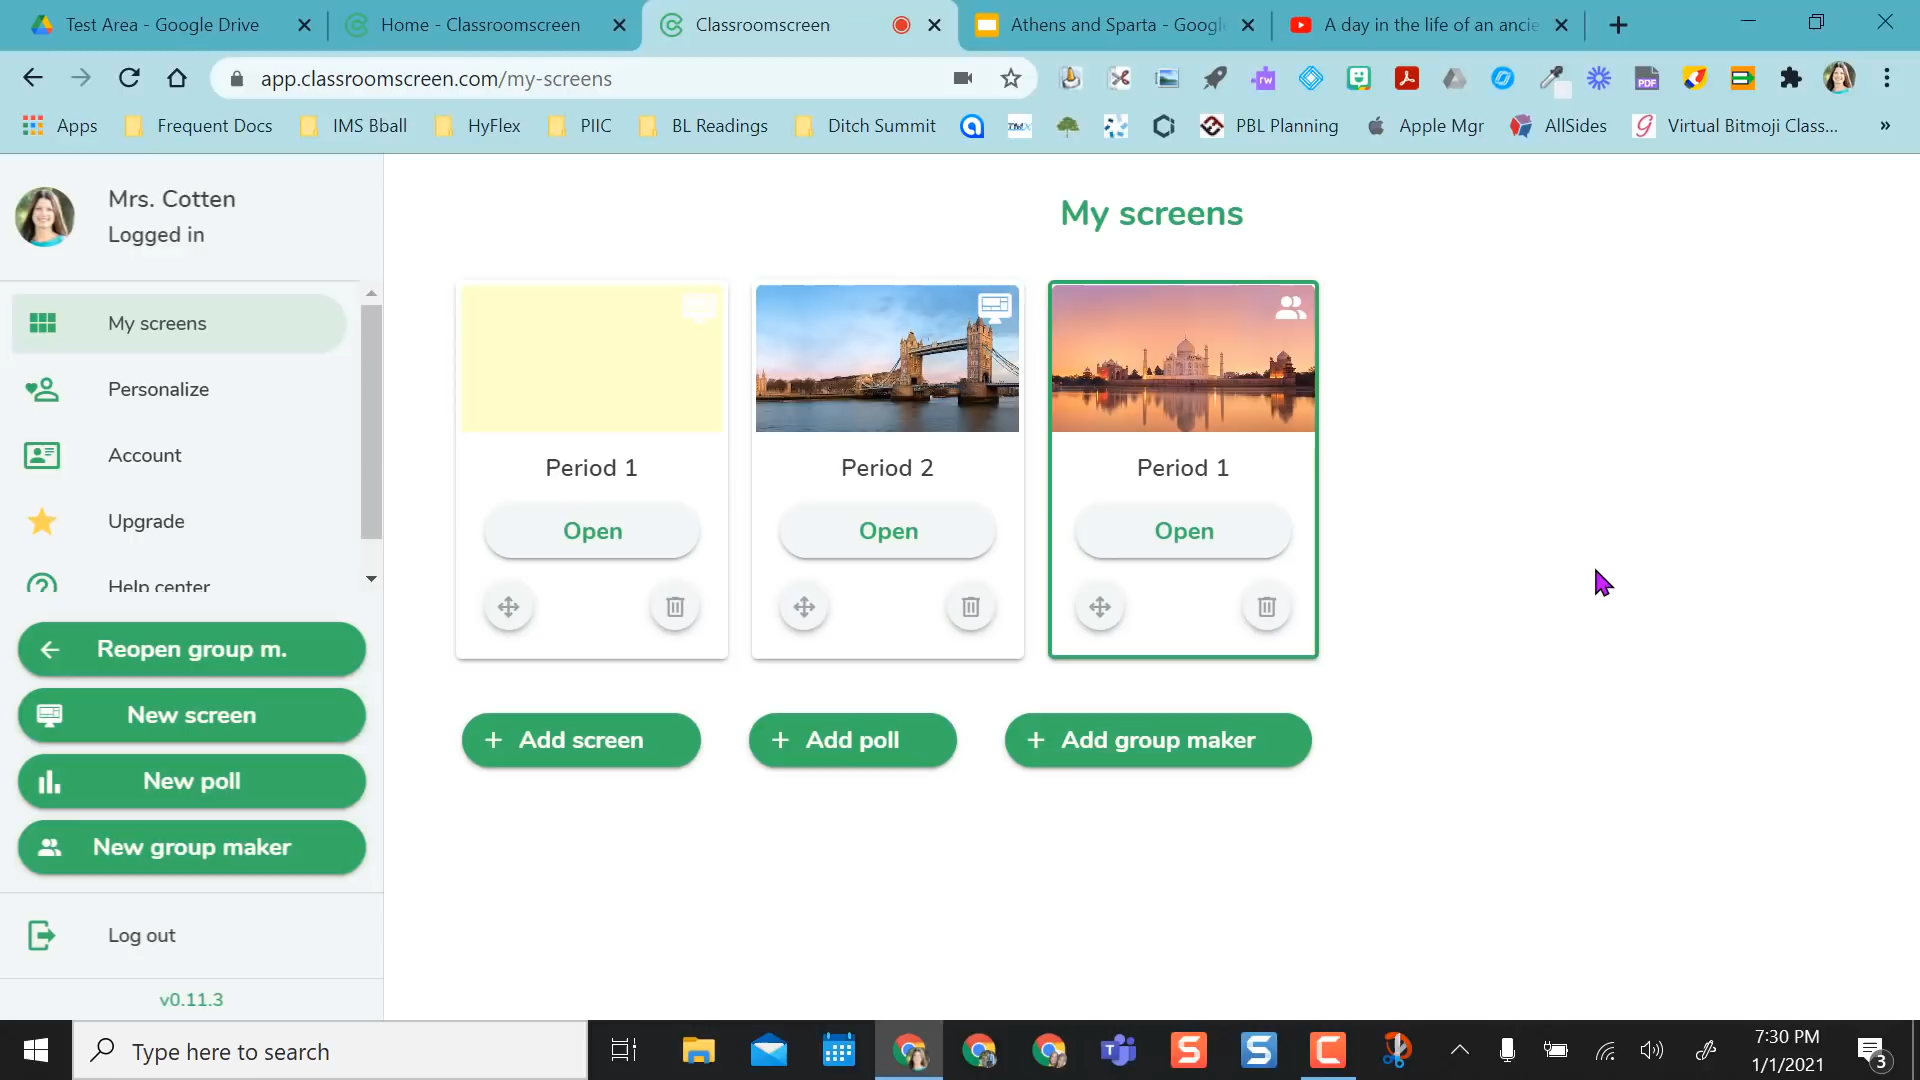 Test Area - Google Drive
Home - Classroomscreen
Classroomscreen
Athens and Sparta - Googl
A day in the life of an ancie
app.classroomscreen.com/my-screens
Apps
Frequent Docs
IMS Bball
HyFlex
PIIC
BL Readings
Ditch Summit
PBL Planning
Apple Mgr
AllSides
Virtual Bitmoji Class...
»
Mrs. Cotten
Logged in
My screens
Personalize
Account
Upgrade
Help center
Reopen group m.
New screen
New poll
New group maker
Log out
v0.11.3
My screens
Period 1
Open
Period 2
Open
Period 1
Open
+ Add screen
+ Add poll
+ Add group maker
Type here to search
7:30 PM
1/1/2021
3